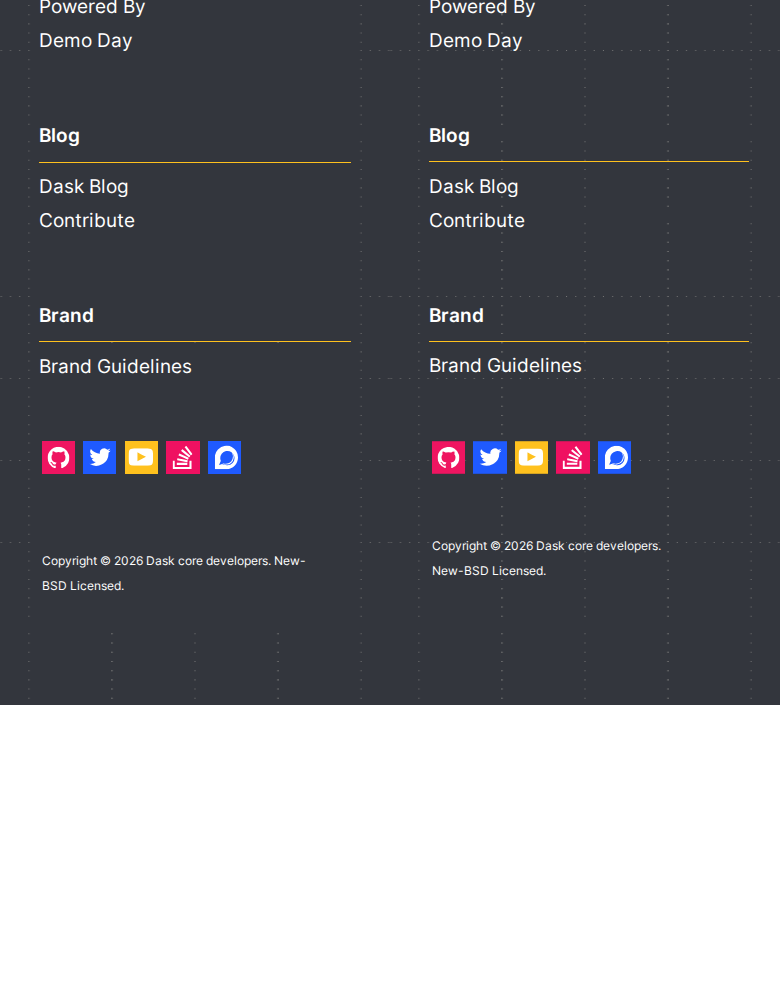 Powered By
Demo Day
Blog
Dask Blog
Contribute
Brand
Brand Guidelines
Copyright © 2026 Dask core developers. New-
BSD Licensed.
Powered By
Demo Day
Blog
Dask Blog
Contribute
Brand
Brand Guidelines
Copyright © 2026 Dask core developers.
New-BSD Licensed.